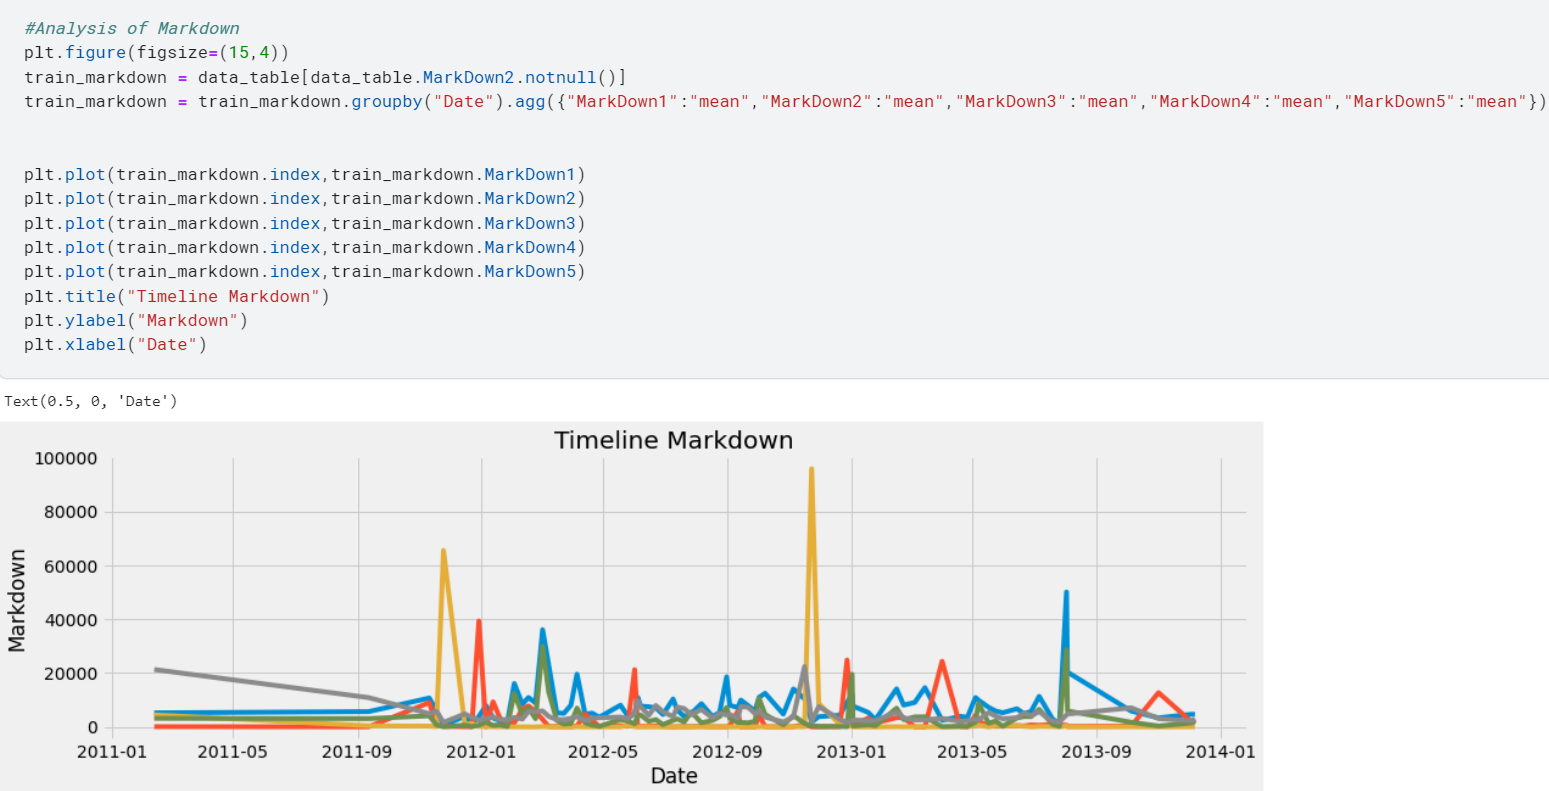 #Analysis of Markdown
plt.figure(figsize=(15,4))
train_markdown = data_table[data_table.MarkDown2.notnull()]
train_markdown = train_markdown.groupby("Date").agg({"MarkDown1":"mean","MarkDown2":"mean","MarkDown3":"mean","MarkDown4":"mean","MarkDown5":"mean"})
plt.plot(train_markdown.index,train_markdown.MarkDown1)
plt.plot(train_markdown.index,train_markdown.MarkDown2)
plt.plot(train_markdown.index,train_markdown.MarkDown3)
plt.plot(train_markdown.index,train_markdown.MarkDown4)
plt.plot(train_markdown.index,train_markdown.MarkDown5)
plt.title("Timeline Markdown")
plt.ylabel("Markdown")
plt.xlabel("Date")
Text(0.5, 0, 'Date')
Timeline Markdown
100000
80000
60000
40000
20000
0
Markdown
2011-01 2011-05 2011-09 2012-01 2012-05 2012-09 2013-01 2013-05 2013-09 2014-01
Date